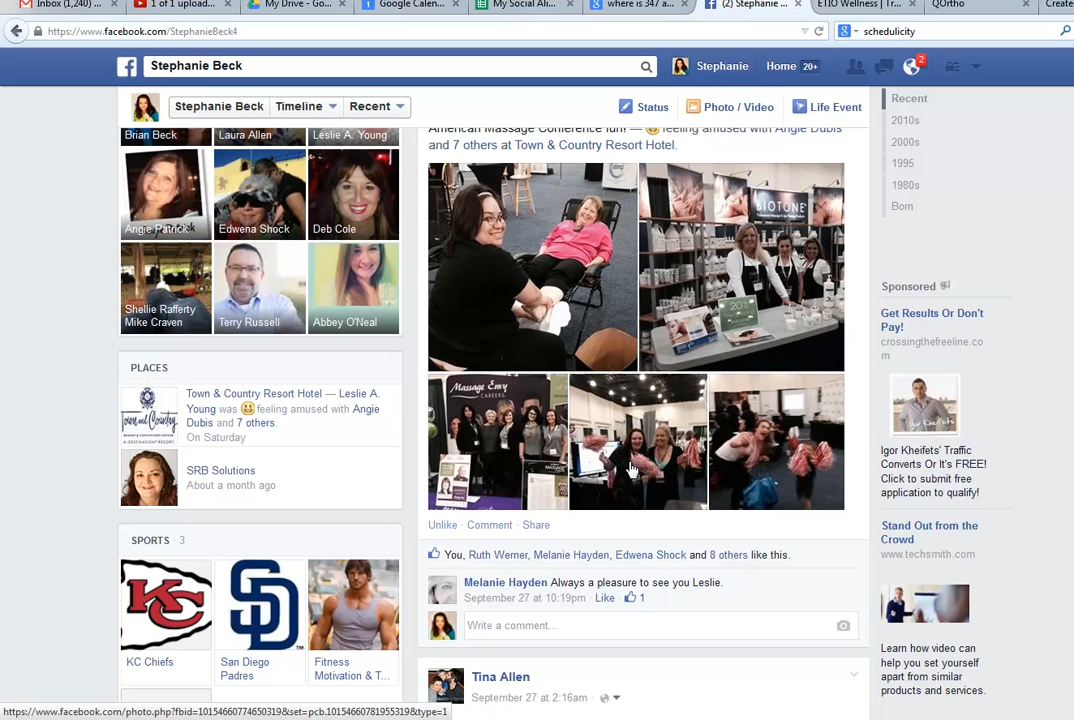 Inbox (1,240) ...
1 of 1 upload...
My Drive - Go...
Google Calen...
My Social Ali...
where is 347 a...
(2) Stephanie ...
ETIO Wellness | Tr...
QOrtho
Create
https://www.facebook.com/StephanieBeck4
schedulicity
Stephanie Beck
Stephanie
Home 20+
2
Stephanie Beck
Timeline
Recent
Status
Photo / Video
Life Event
Recent
2010s
2000s
1995
1980s
Born
Brian Beck
Laura Allen
Leslie A. Young
Angie Patrick
Edwena Shock
Deb Cole
Shellie Rafferty
Mike Craven
Terry Russell
Abbey O'Neal
PLACES
Town & Country Resort Hotel — Leslie A.
Young was feeling amused with Angie
Dubis and 7 others.
On Saturday
SRB Solutions
About a month ago
SPORTS · 3
KC Chiefs
San Diego
Padres
Fitness
Motivation & T...
American Massage Conference fun! — feeling amused with Angie Dubis
and 7 others at Town & Country Resort Hotel.
BIOTONE
20%
Massage Envy
CAREERS
Unlike · Comment · Share
You, Ruth Werner, Melanie Hayden, Edwena Shock and 8 others like this.
Melanie Hayden Always a pleasure to see you Leslie.
September 27 at 10:19pm · Like · 1
Write a comment...
Tina Allen
September 27 at 2:16am ·
Sponsored
Get Results Or Don't
Pay!
crossingthefreeline.co
m
Igor Kheifets
Igor Kheifets' Traffic
Converts Or It's FREE!
Click to submit free
application to qualify!
Stand Out from the
Crowd
www.techsmith.com
Learn how video can
help you set yourself
apart from similar
products and services.
https://www.facebook.com/photo.php?fbid=10154660774650319&set=pcb.10154660781955319&type=1